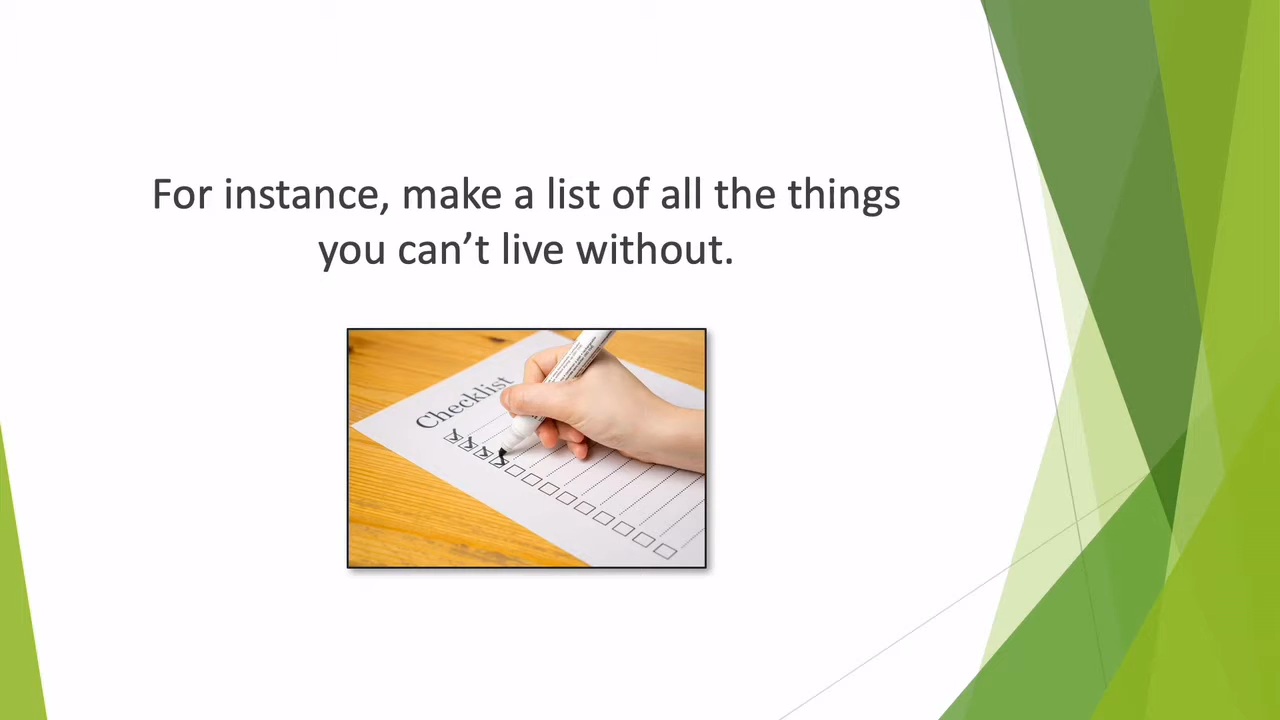 For instance, make a list of all the things
you can’t live without.
Checklist